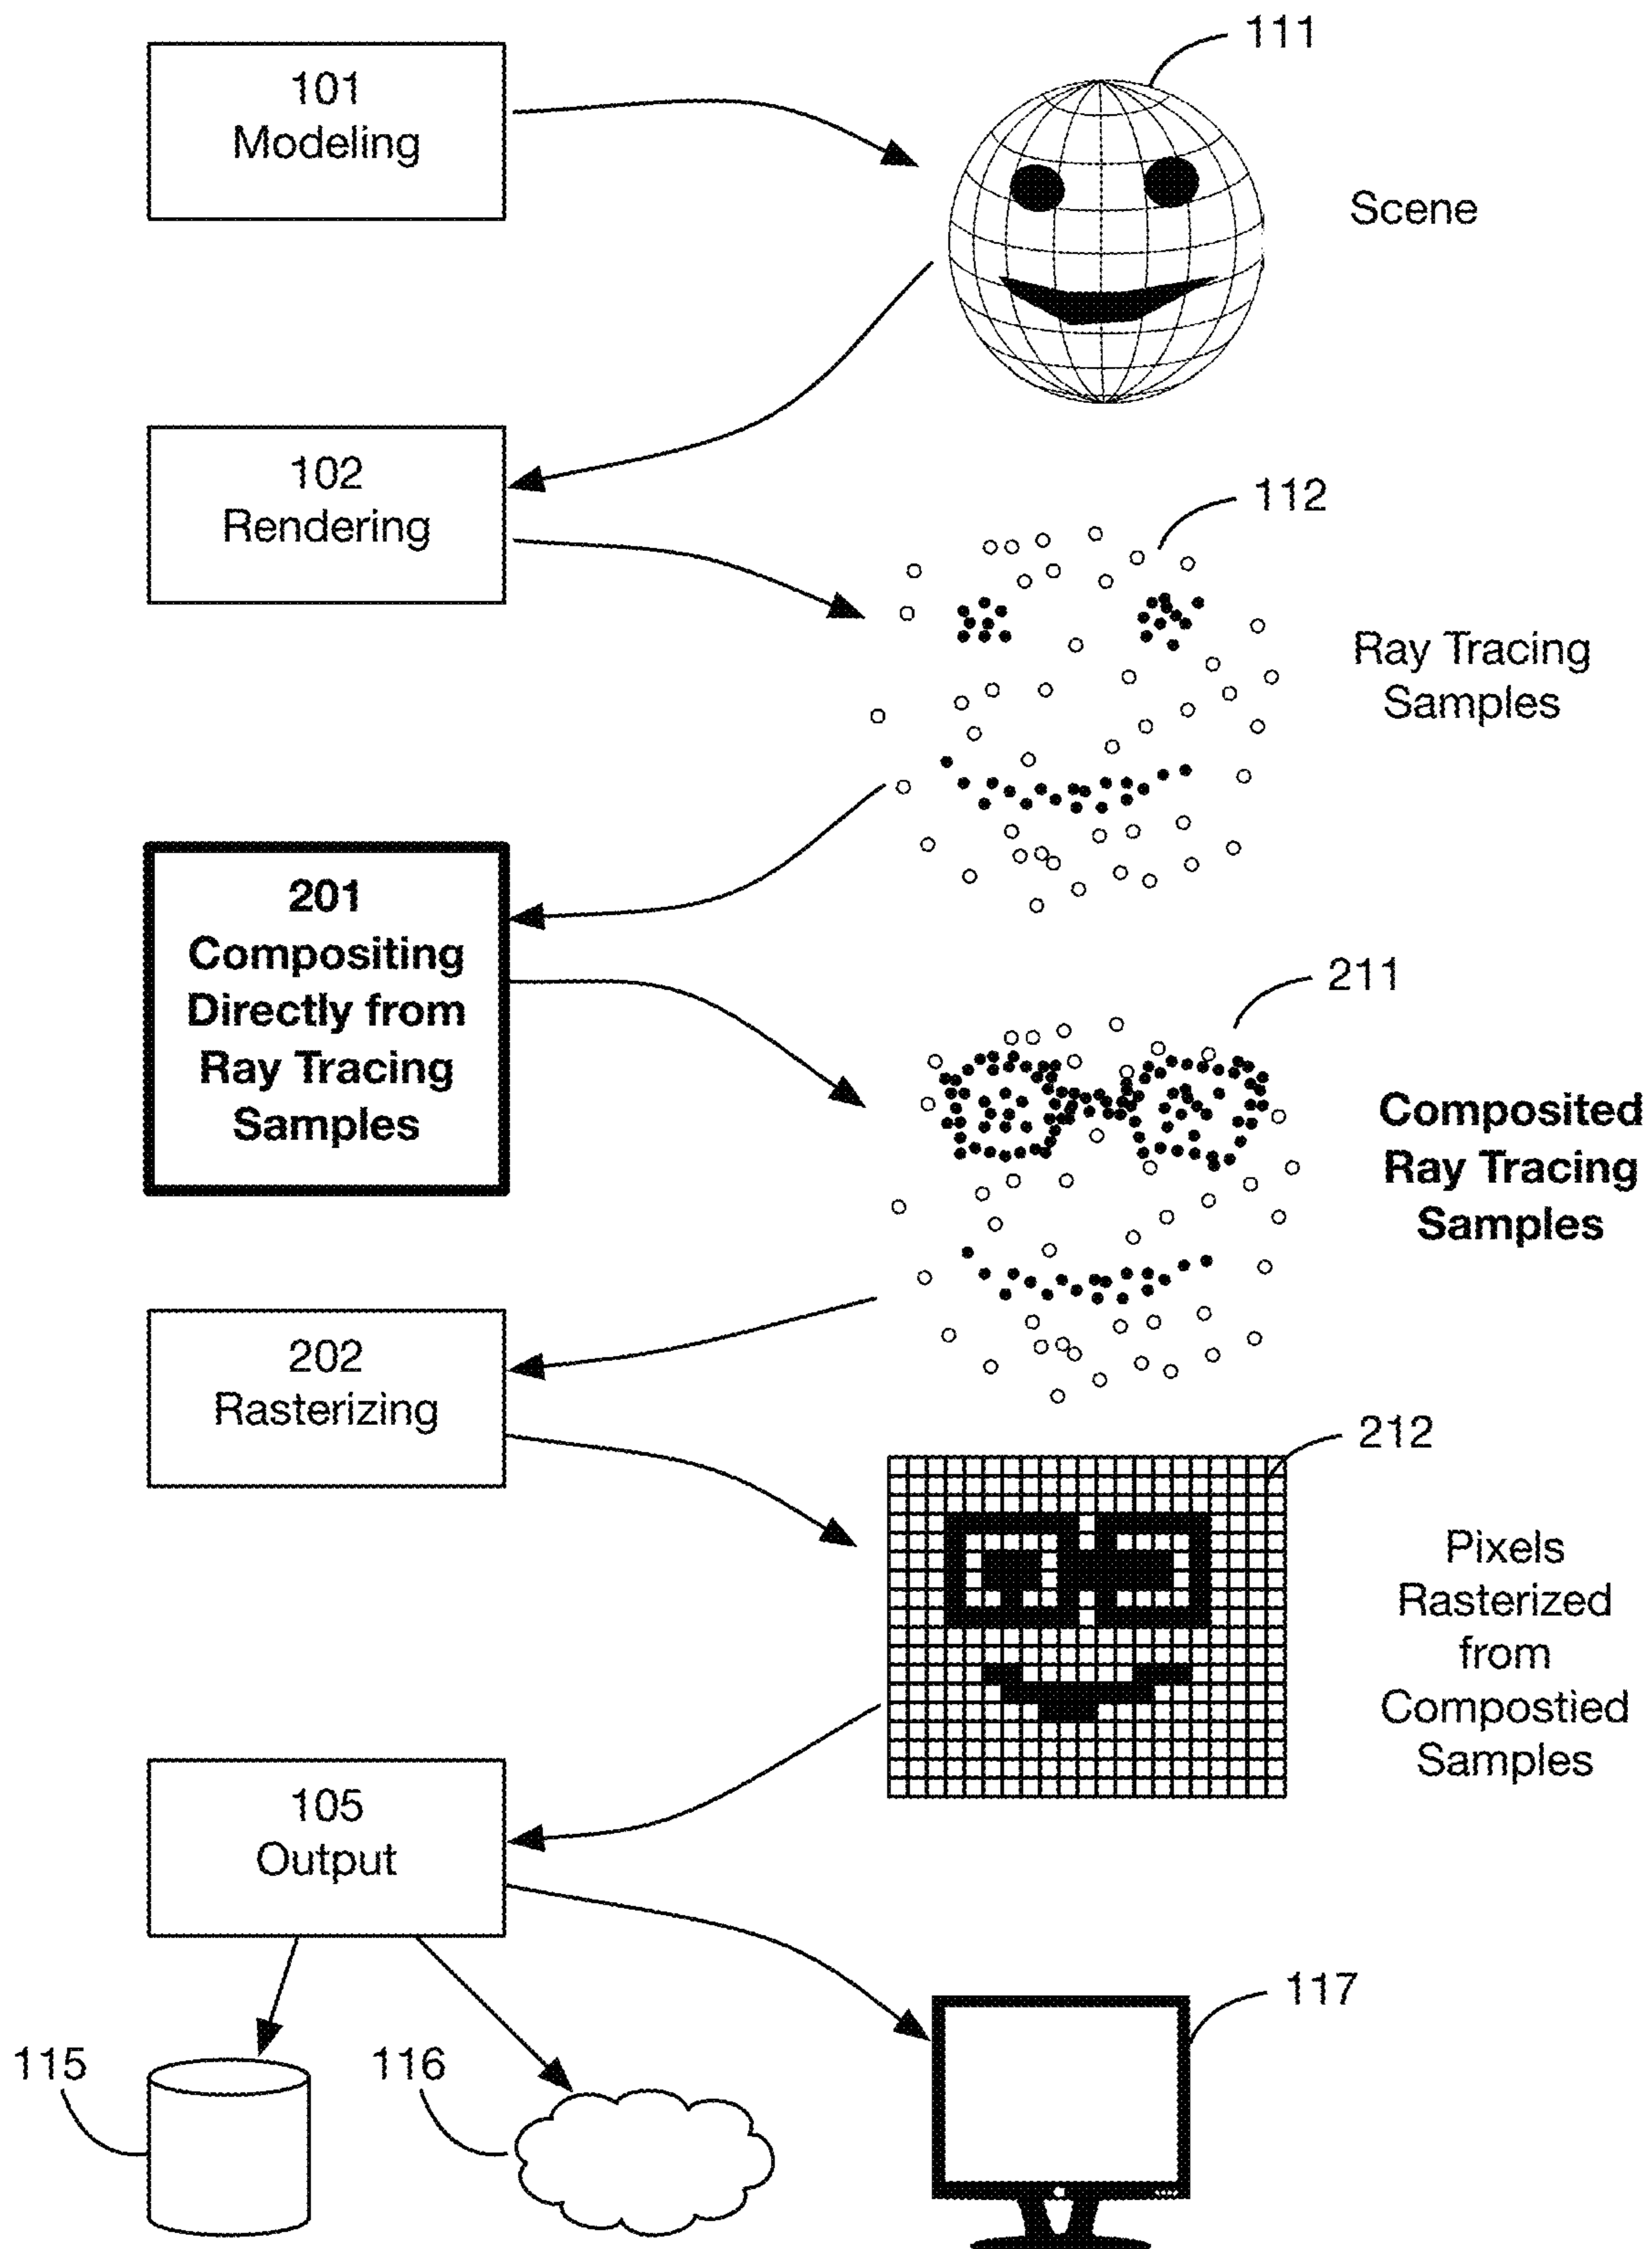 111
101
Modeling
Scene
102
Rendering
112
Ray Tracing
Samples
201
Compositing
Directly from
Ray Tracing
Samples
211
Composited
Ray Tracing
Samples
202
Rasterizing
212
Pixels
Rasterized
from
Compostied
Samples
105
Output
117
115
116